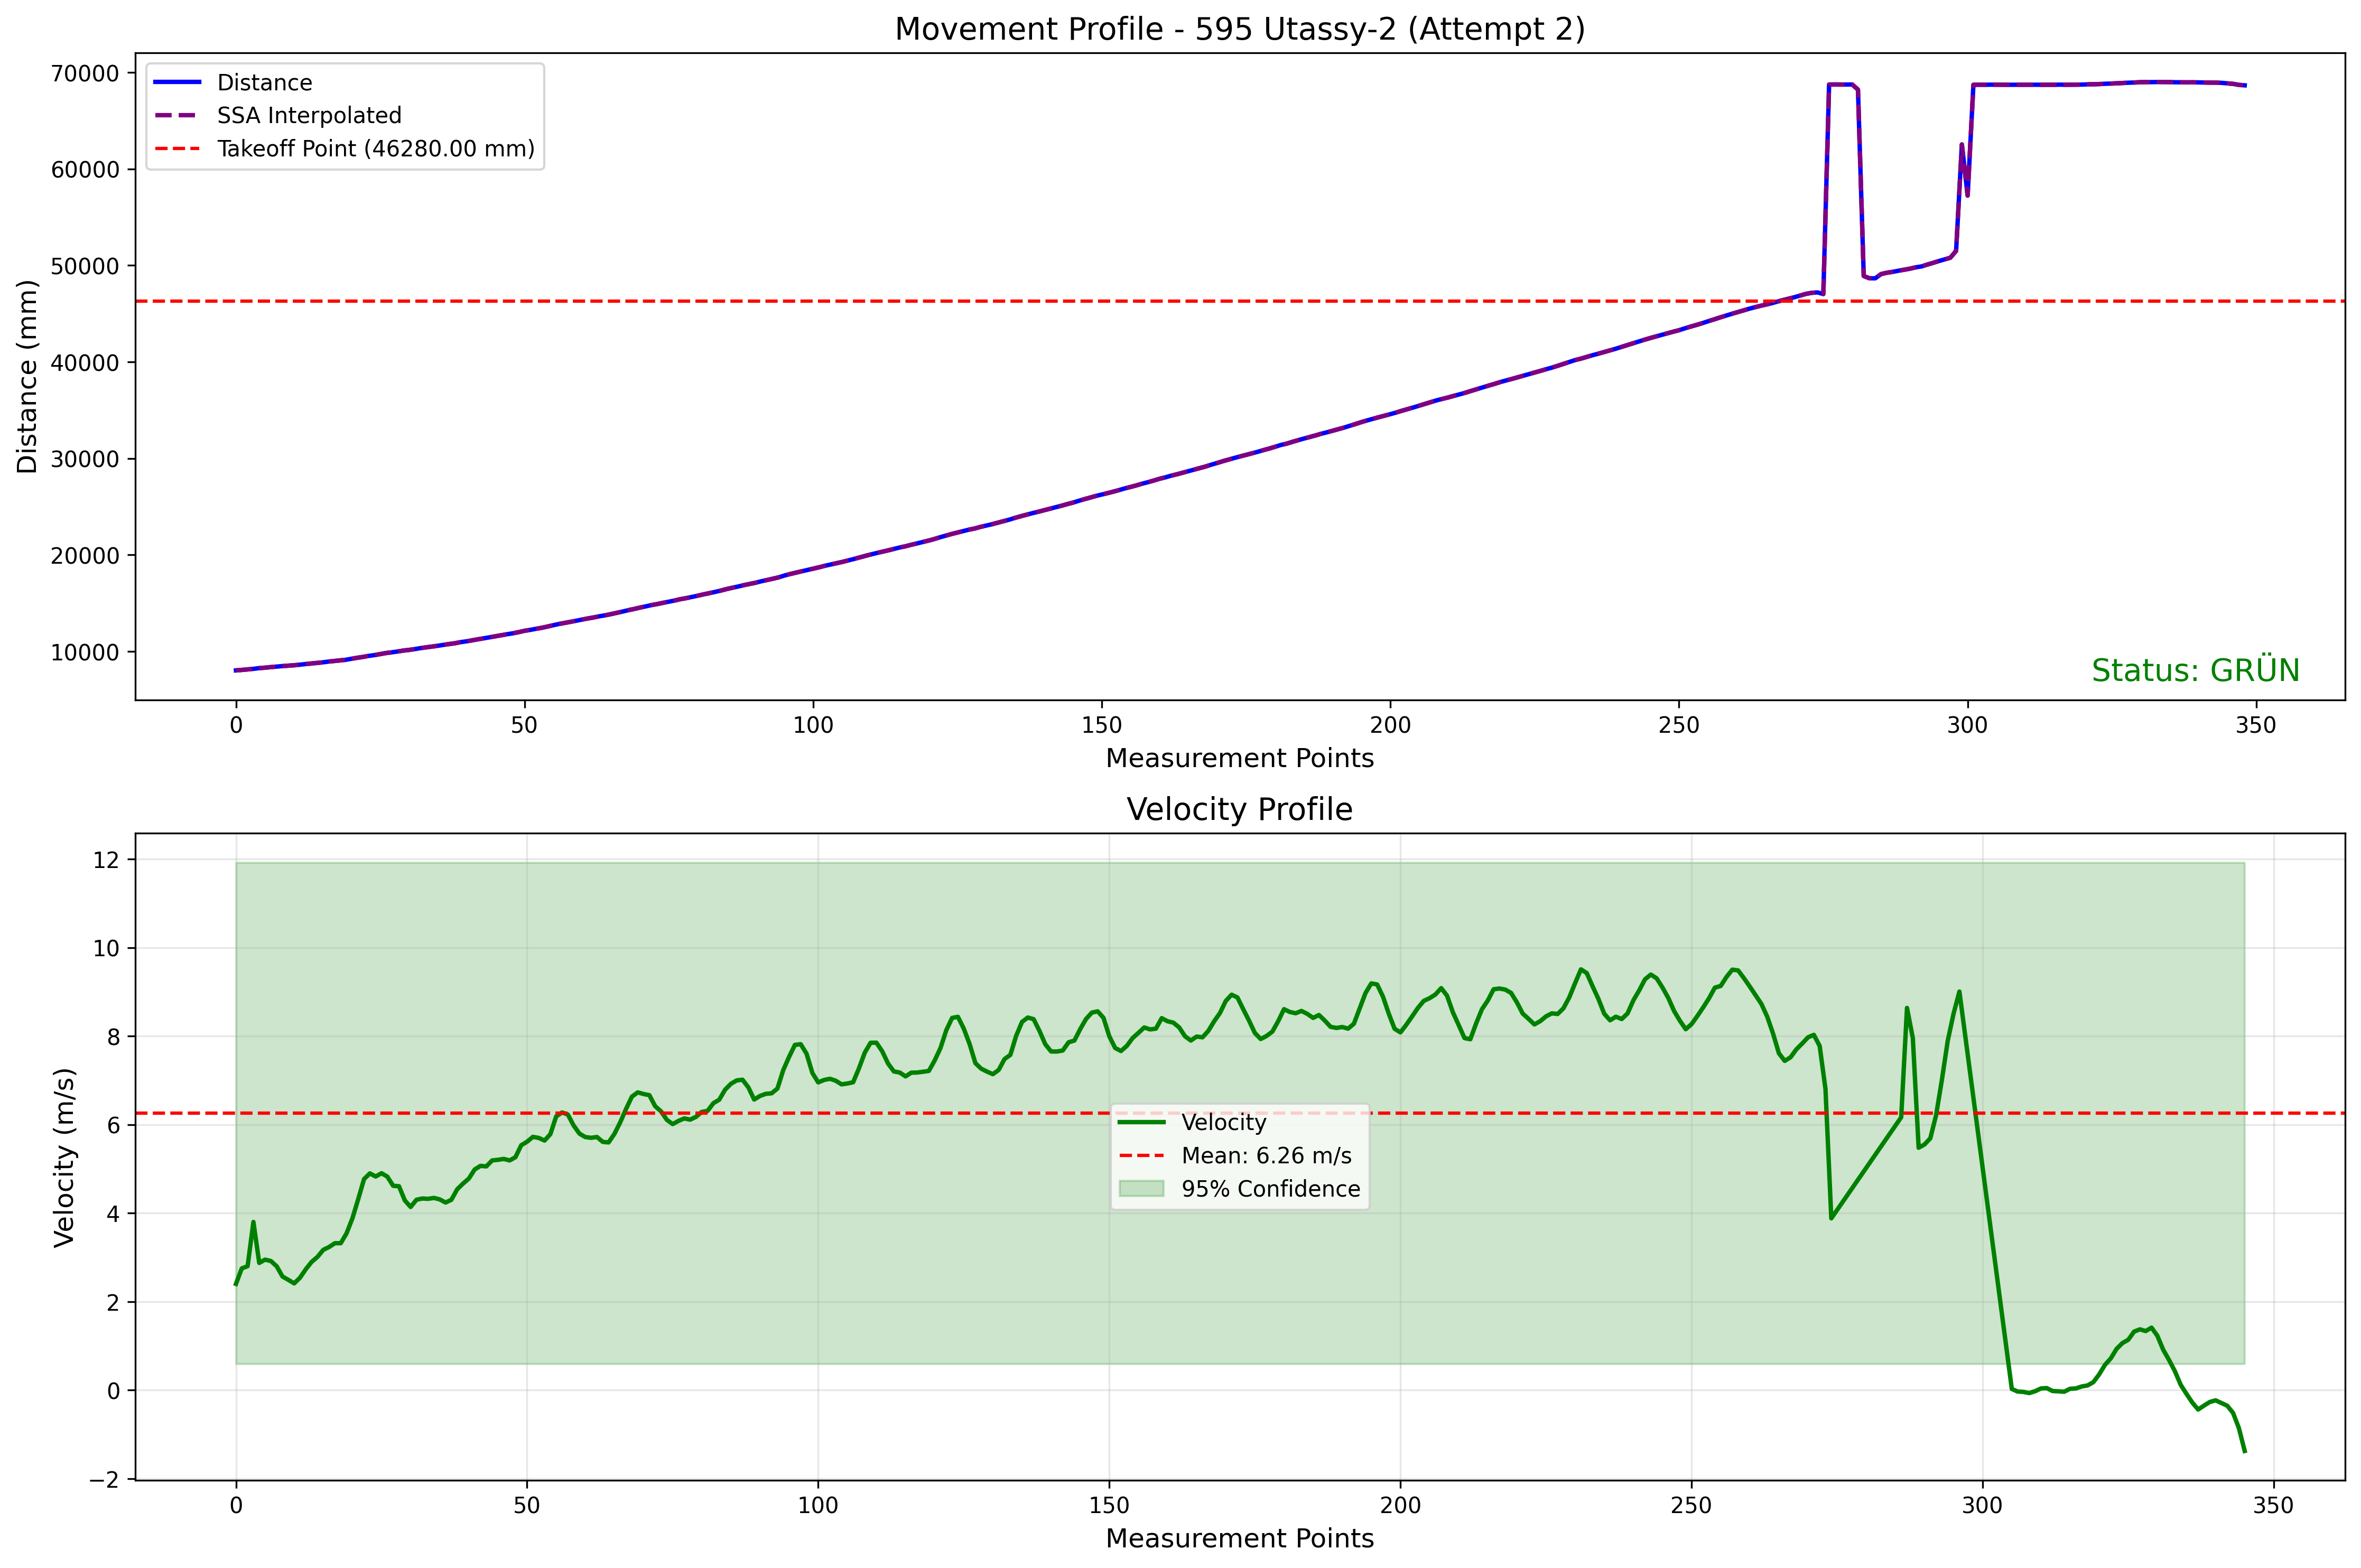 Movement Profile - 595 Utassy-2 (Attempt 2)
Distance (mm)
70000
60000
50000
40000
30000
20000
10000
Distance
SSA Interpolated
Takeoff Point (46280.00 mm)
Status: GRÜN
0 50 100 150 200 250 300 350
Measurement Points
Velocity Profile
Velocity (m/s)
12
10
8
6
4
2
0
−2
Velocity
Mean: 6.26 m/s
95% Confidence
0 50 100 150 200 250 300 350
Measurement Points